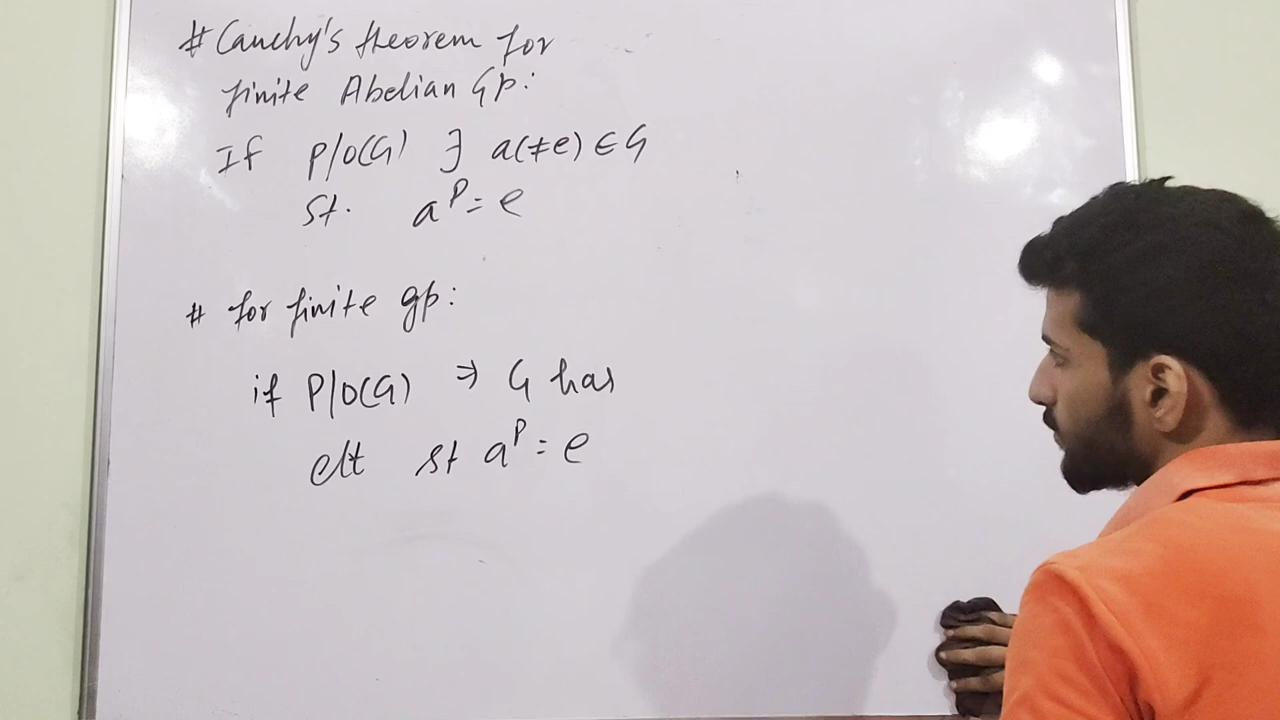 # Cauchy's theorem for
finite Abelian Gp:
If P/O(G) ∃ a(≠e) ∈ G
st. a^p = e
# for finite gp:
if P/O(G) ⇒ G has
elt st a^p = e